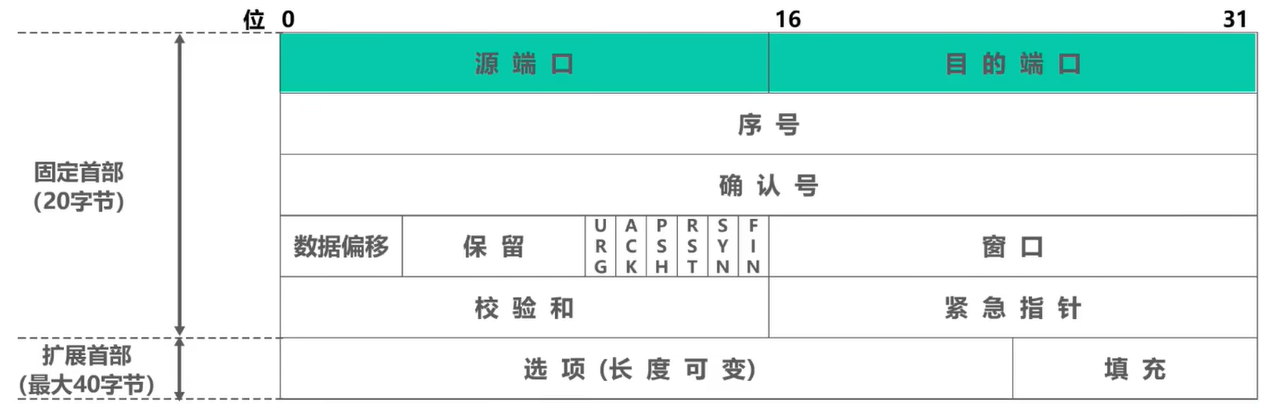 位 0 16 31
源端口 目的端口
序号
确认号
固定首部
(20字节)
数据偏移 保留 URG ACK PSH RST SYN FIN 窗口
校验和 紧急指针
扩展首部
(最大40字节)
选项(长度可变) 填充